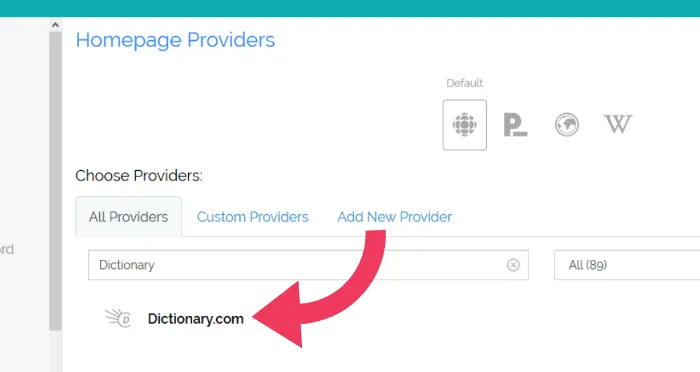 Homepage Providers
Default
Choose Providers:
All Providers Custom Providers Add New Provider
ord
Dictionary All (89)
Dictionary.com